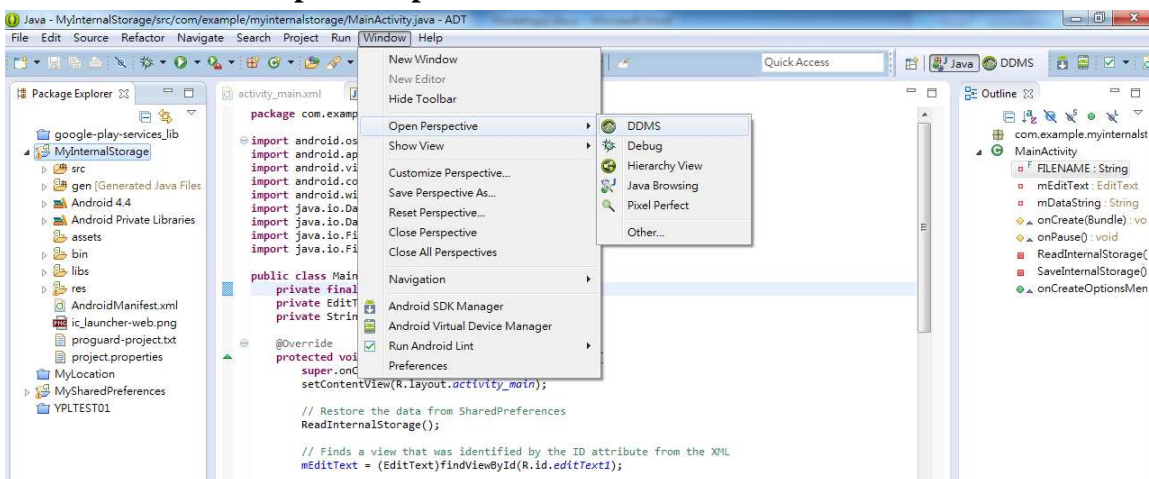 Java - MyInternalStorage/src/com/example/myinternalstorage/MainActivity.java - ADT
File Edit Source Refactor Navigate Search Project Run Window Help
Quick Access
Java
DDMS
Package Explorer
google-play-services_lib
MyInternalStorage
src
gen [Generated Java Files
Android 4.4
Android Private Libraries
assets
bin
libs
res
AndroidManifest.xml
ic_launcher-web.png
proguard-project.txt
project.properties
MyLocation
MySharedPreferences
YPLTEST01
activity_main.xml
package com.examp
import android.os
import android.ap
import android.vi
import android.co
import android.wi
import java.io.Da
import java.io.Da
import java.io.Fi
import java.io.Fi
public class Main
private final
private EditT
private Strin
@Override
protected voi
super.onC
setContentView(R.layout.activity_main);
// Restore the data from SharedPreferences
ReadInternalStorage();
// Finds a view that was identified by the ID attribute from the XML
mEditText = (EditText)findViewById(R.id.editText1);
New Window
New Editor
Hide Toolbar
Open Perspective
Show View
Customize Perspective...
Save Perspective As...
Reset Perspective...
Close Perspective
Close All Perspectives
Navigation
Android SDK Manager
Android Virtual Device Manager
Run Android Lint
Preferences
DDMS
Debug
Hierarchy View
Java Browsing
Pixel Perfect
Other...
Outline
com.example.myinternalst
MainActivity
FILENAME : String
mEditText : EditText
mDataString : String
onCreate(Bundle) : vo
onPause() : void
ReadInternalStorage(
SaveInternalStorage()
onCreateOptionsMen